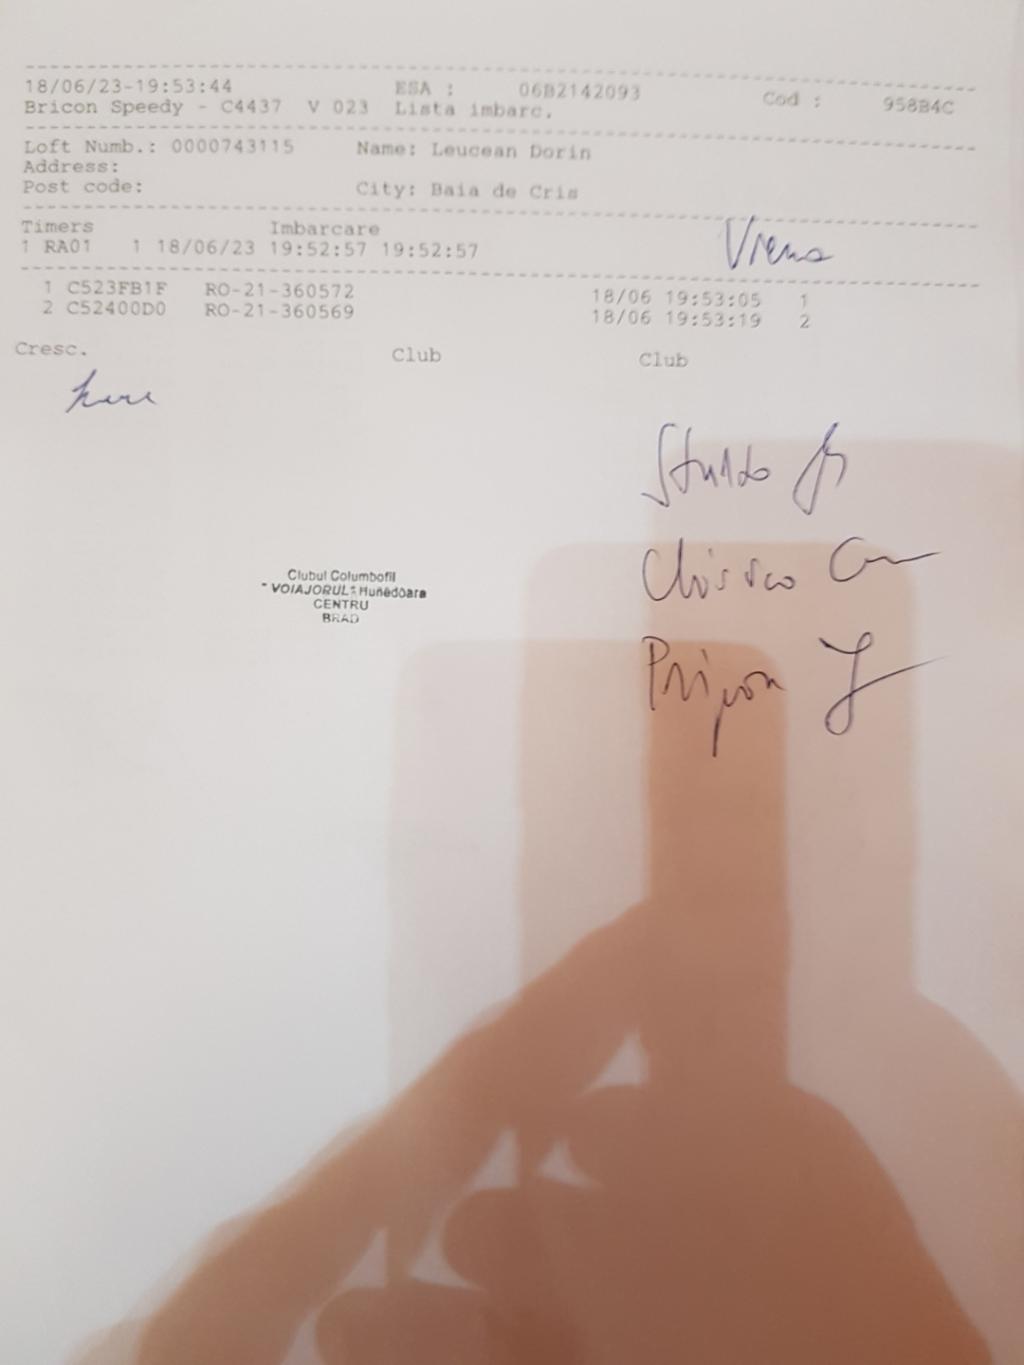 18/06/23-19:53:44 ESA : 06B2142093 Cod : 958B4C
Bricon Speedy - C4437 V 023 Lista imbarc.
Loft Numb.: 0000743115 Name: Leucean Dorin
Address:
Post code: City: Baia de Cris
Timers Imbarcare
1 RA01 1 18/06/23 19:52:57 19:52:57
Viena
1 C523FB1F RO-21-360572 18/06 19:53:05 1
2 C52400D0 RO-21-360569 18/06 19:53:19 2
Cresc. Club Club
Clubul Columbofil
"VOIAJORUL" Hunedoara
CENTRU
BRAD